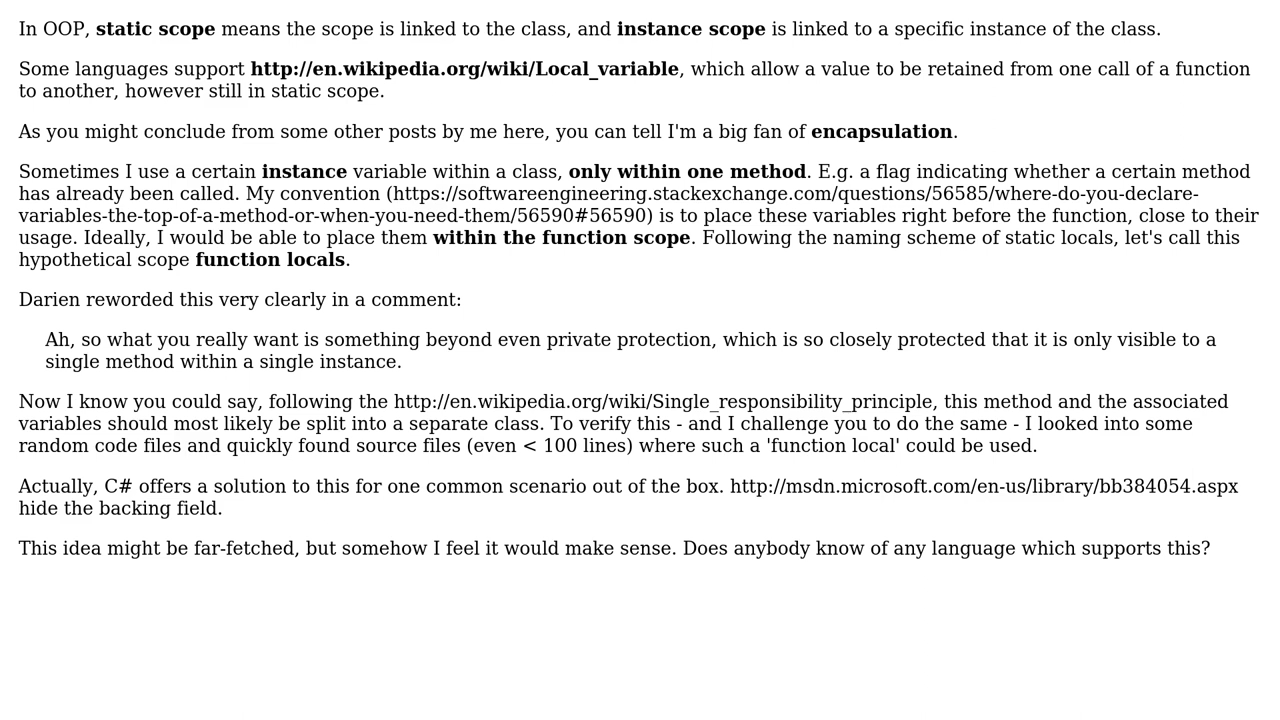 In OOP, static scope means the scope is linked to the class, and instance scope is linked to a specific instance of the class.
Some languages support http://en.wikipedia.org/wiki/Local_variable, which allow a value to be retained from one call of a function
to another, however still in static scope.
As you might conclude from some other posts by me here, you can tell I'm a big fan of encapsulation.
Sometimes I use a certain instance variable within a class, only within one method. E.g. a flag indicating whether a certain method
has already been called. My convention (https://softwareengineering.stackexchange.com/questions/56585/where-do-you-declare-
variables-the-top-of-a-method-or-when-you-need-them/56590#56590) is to place these variables right before the function, close to their
usage. Ideally, I would be able to place them within the function scope. Following the naming scheme of static locals, let's call this
hypothetical scope function locals.
Darien reworded this very clearly in a comment:
Ah, so what you really want is something beyond even private protection, which is so closely protected that it is only visible to a
single method within a single instance.
Now I know you could say, following the http://en.wikipedia.org/wiki/Single_responsibility_principle, this method and the associated
variables should most likely be split into a separate class. To verify this - and I challenge you to do the same - I looked into some
random code files and quickly found source files (even < 100 lines) where such a 'function local' could be used.
Actually, C# offers a solution to this for one common scenario out of the box. http://msdn.microsoft.com/en-us/library/bb384054.aspx
hide the backing field.
This idea might be far-fetched, but somehow I feel it would make sense. Does anybody know of any language which supports this?